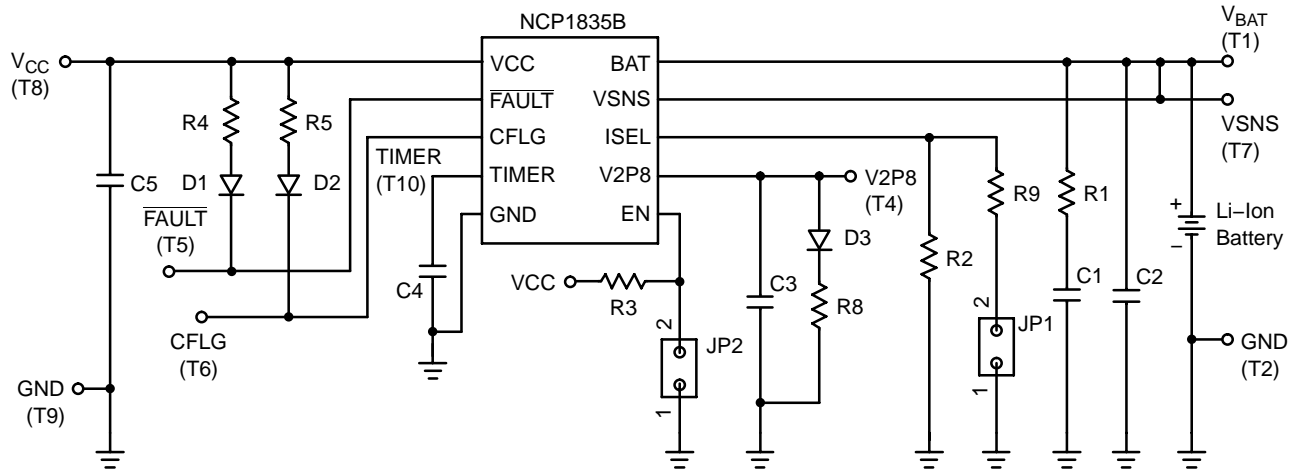 NCP1835B
VCC
(T8)
VCC
FAULT
CFLG
TIMER
GND
BAT
VSNS
ISEL
V2P8
EN
VBAT
(T1)
VSNS
(T7)
R4
R5
D1
D2
C5
FAULT
(T5)
TIMER
(T10)
C4
CFLG
(T6)
GND
(T9)
VCC
R3
2
JP2
1
V2P8
(T4)
D3
C3
R8
R2
R9
2
JP1
1
R1
C1
C2
+
Li–Ion
Battery
–
GND
(T2)